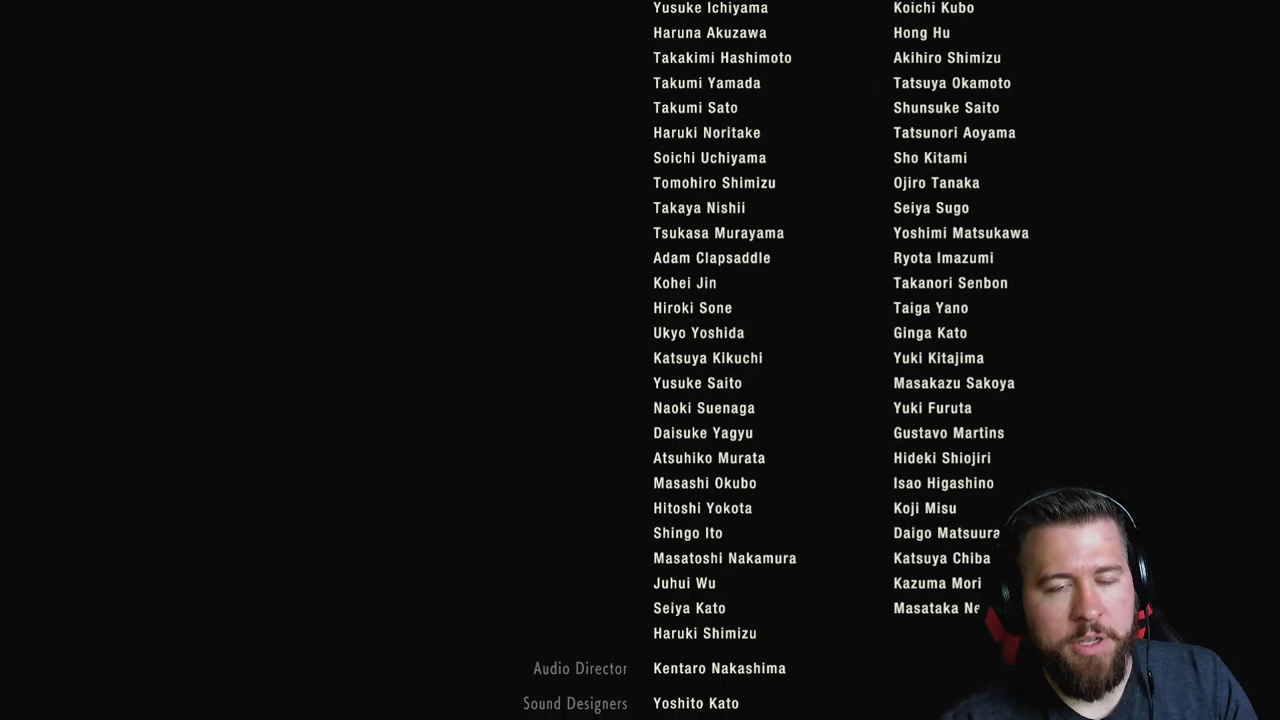 Yusuke Ichiyama Koichi Kubo
Haruna Akuzawa Hong Hu
Takakimi Hashimoto Akihiro Shimizu
Takumi Yamada Tatsuya Okamoto
Takumi Sato Shunsuke Saito
Haruki Noritake Tatsunori Aoyama
Soichi Uchiyama Sho Kitami
Tomohiro Shimizu Ojiro Tanaka
Takaya Nishii Seiya Sugo
Tsukasa Murayama Yoshimi Matsukawa
Adam Clapsaddle Ryota Imazumi
Kohei Jin Takanori Senbon
Hiroki Sone Taiga Yano
Ukyo Yoshida Ginga Kato
Katsuya Kikuchi Yuki Kitajima
Yusuke Saito Masakazu Sakoya
Naoki Suenaga Yuki Furuta
Daisuke Yagyu Gustavo Martins
Atsuhiko Murata Hideki Shiojiri
Masashi Okubo Isao Higashino
Hitoshi Yokota Koji Misu
Shingo Ito Daigo Matsuura
Masatoshi Nakamura Katsuya Chiba
Juhui Wu Kazuma Mori
Seiya Kato Masataka
Haruki Shimizu
Audio Director Kentaro Nakashima
Sound Designers Yoshito Kato